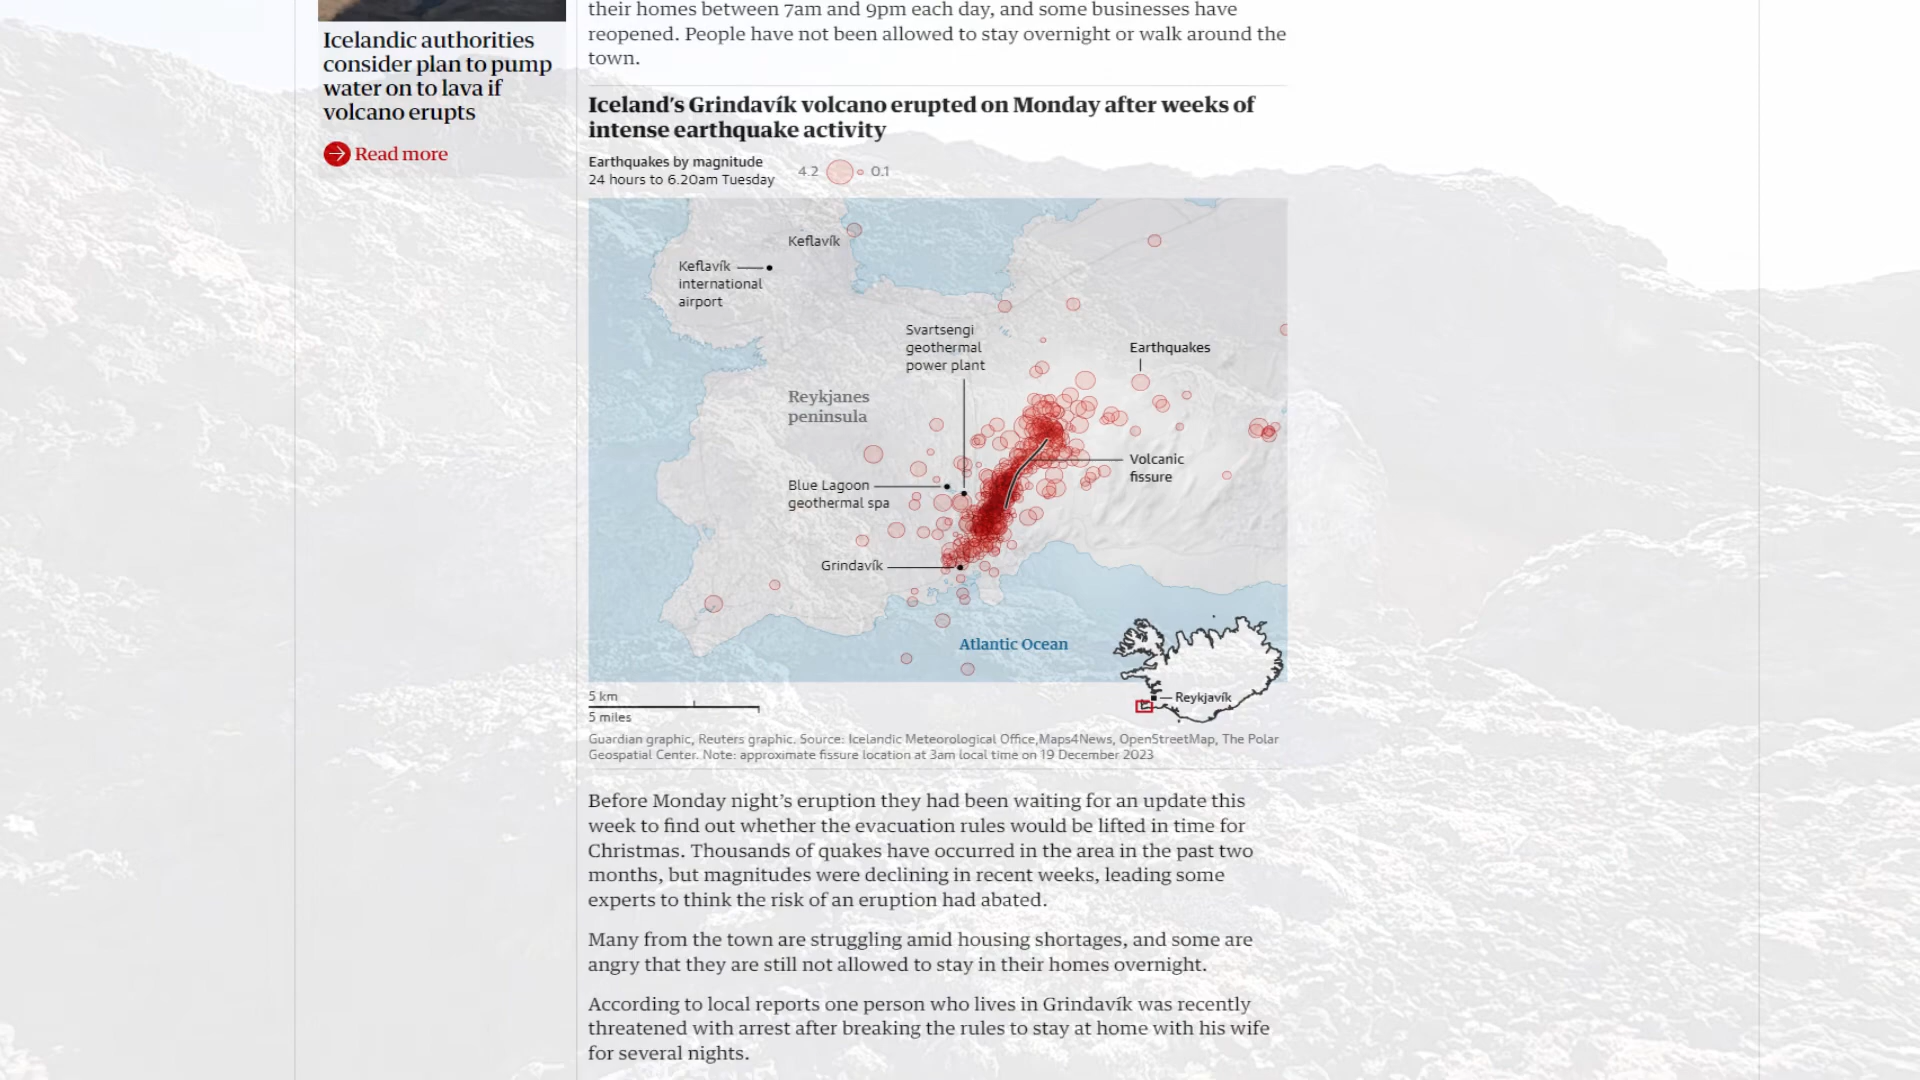 Icelandic authorities
consider plan to pump
water on to lava if
volcano erupts
Read more
their homes between 7am and 9pm each day, and some businesses have
reopened. People have not been allowed to stay overnight or walk around the
town.
Iceland's Grindavík volcano erupted on Monday after weeks of
intense earthquake activity
Earthquakes by magnitude
24 hours to 6.20am Tuesday
4.2 0.1
Keflavík
Keflavík
international
airport
Svartsengi
geothermal
power plant
Earthquakes
Reykjanes
peninsula
Volcanic
fissure
Blue Lagoon
geothermal spa
Grindavík
Atlantic Ocean
Reykjavík
5 km
5 miles
Guardian graphic, Reuters graphic. Source: Icelandic Meteorological Office,Maps4News, OpenStreetMap, The Polar
Geospatial Center. Note: approximate fissure location at 3am local time on 19 December 2023
Before Monday night's eruption they had been waiting for an update this
week to find out whether the evacuation rules would be lifted in time for
Christmas. Thousands of quakes have occurred in the area in the past two
months, but magnitudes were declining in recent weeks, leading some
experts to think the risk of an eruption had abated.
Many from the town are struggling amid housing shortages, and some are
angry that they are still not allowed to stay in their homes overnight.
According to local reports one person who lives in Grindavík was recently
threatened with arrest after breaking the rules to stay at home with his wife
for several nights.